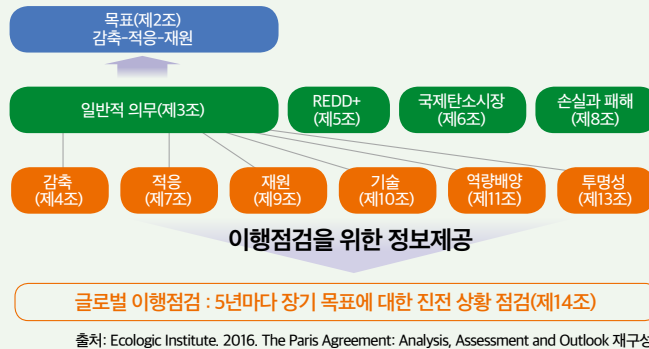 목표(제2조)
감축-적응-재원
일반적 의무(제3조)
REDD+
(제5조)
국제탄소시장
(제6조)
손실과 패해
(제8조)
감축
(제4조)
적응
(제7조)
재원
(제9조)
기술
(제10조)
역량배양
(제11조)
투명성
(제13조)
이행점검을 위한 정보제공
글로벌 이행점검 : 5년마다 장기 목표에 대한 진전 상황 점검(제14조)
출처: Ecologic Institute. 2016. The Paris Agreement: Analysis, Assessment and Outlook 재구성